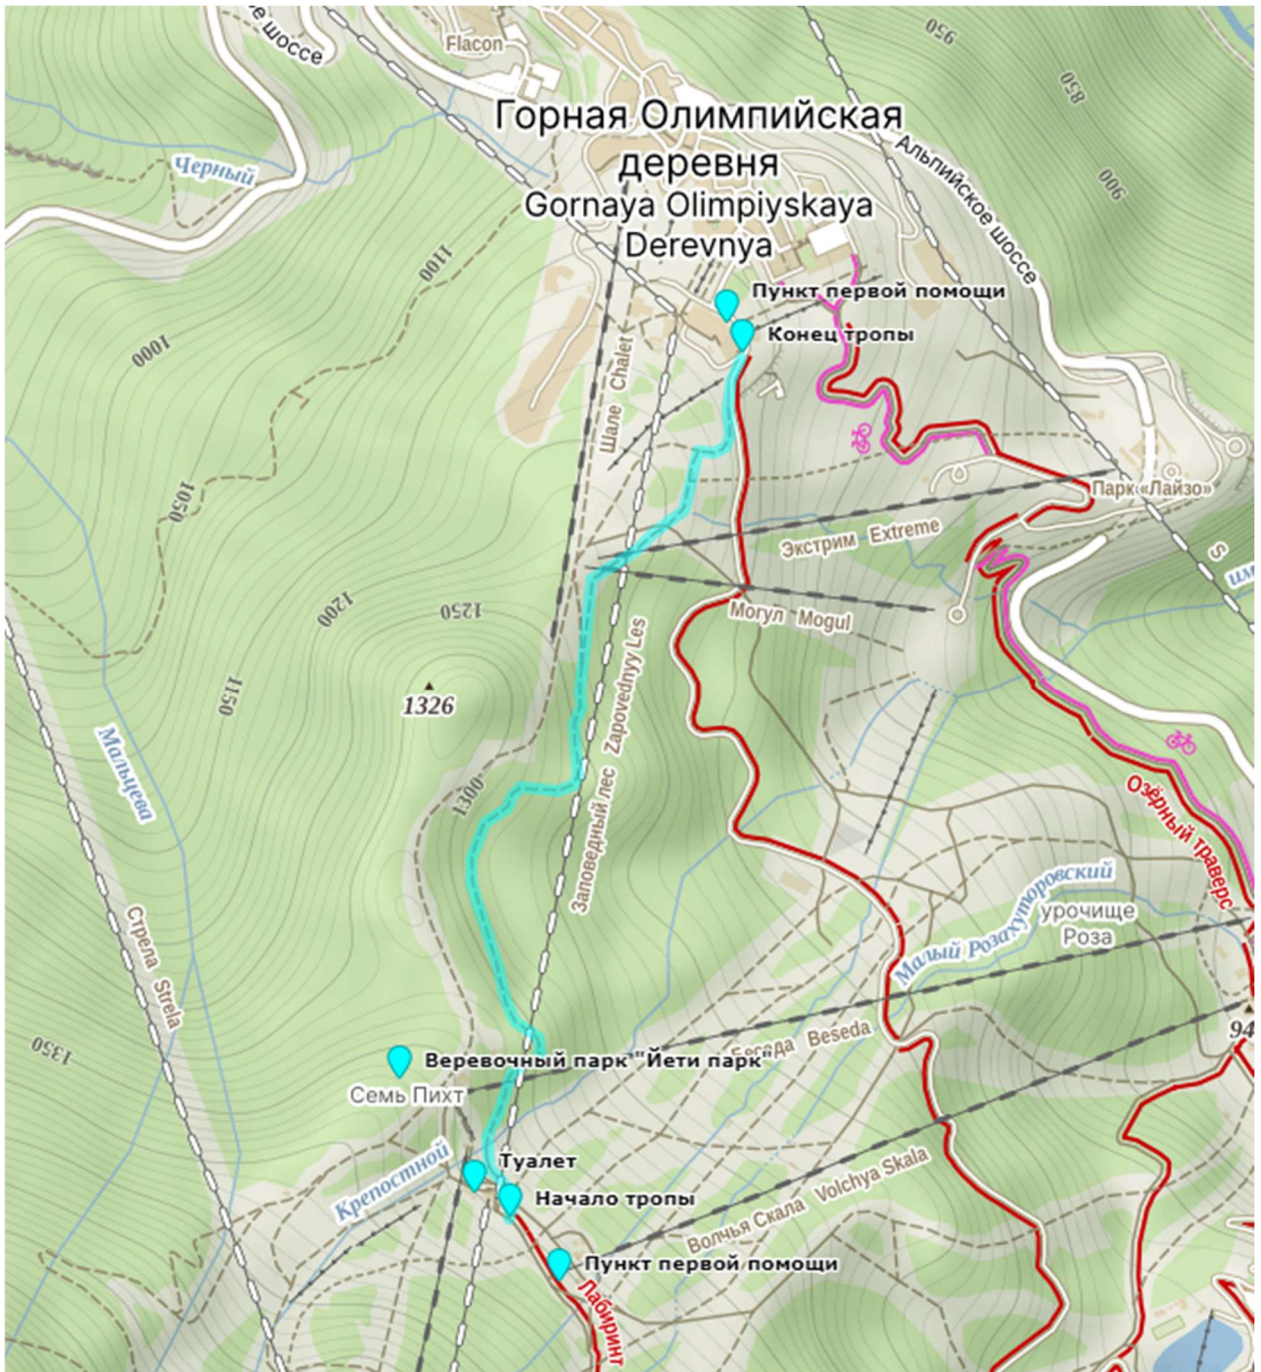 е шоссе
Flacon
950
850
Горная Олимпийская
деревня
Gornaya Olimpiyskaya
Derevnya
Альпийское шоссе
900
Черный
1100
Пункт первой помощи
Конец тропы
1000
Шале Chalet
1050
Парк «Лайзо»
Экстрим Extreme
S
им
1200
1250
Могул Mogul
1150
1326
Заповедный лес Zapovednyy Les
Мальцева
1300
Озёрный траверс
Малый Розахуторовский
урочище
Роза
Стрела Strela
94
1350
Беседа Beseda
Веревочный парк "Йети парк"
Семь Пихт
Крепостной
Туалет
Начало тропы
Волчья Скала Volchya Skala
Пункт первой помощи
Лабиринт